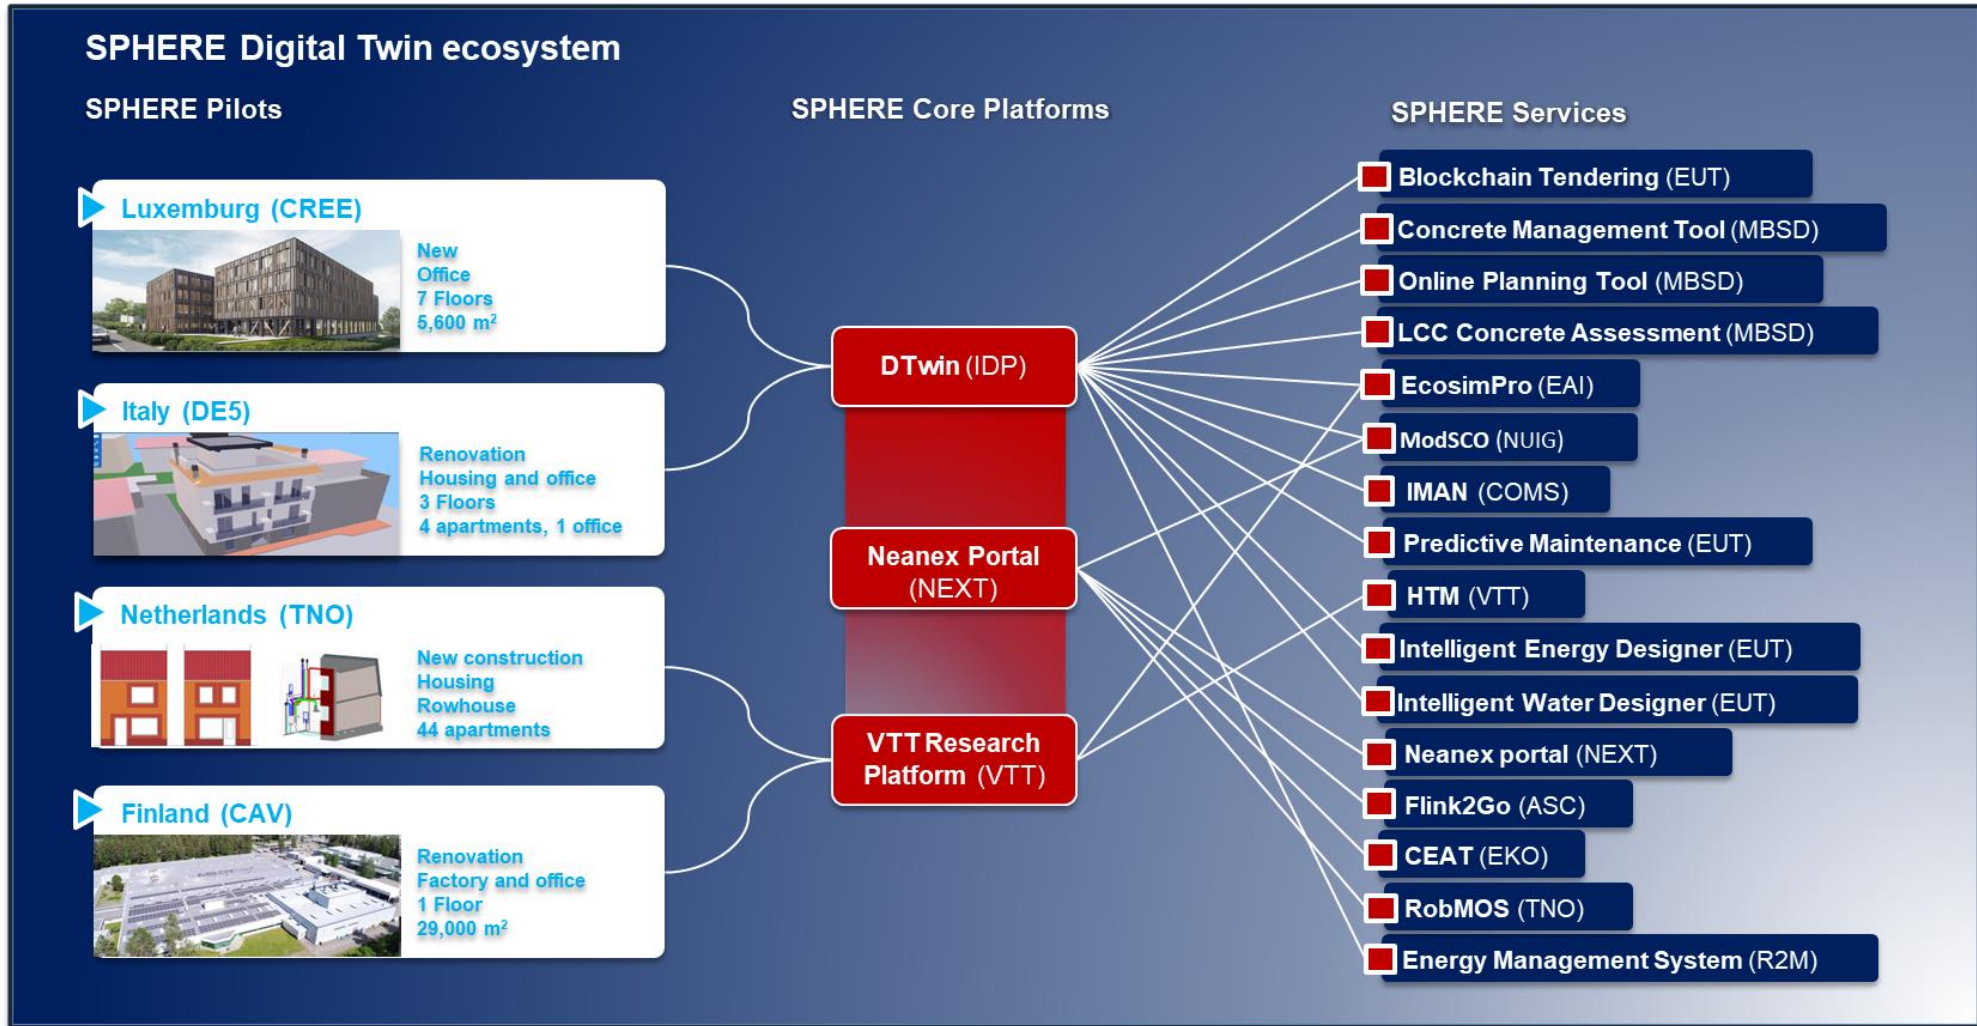 SPHERE Digital Twin ecosystem
SPHERE Pilots
SPHERE Core Platforms
SPHERE Services
Luxemburg (CREE)
New
Office
7 Floors
5,600 m²
Italy (DE5)
Renovation
Housing and office
3 Floors
4 apartments, 1 office
Netherlands (TNO)
New construction
Housing
Rowhouse
44 apartments
Finland (CAV)
Renovation
Factory and office
1 Floor
29,000 m²
DTwin (IDP)
Neanex Portal
(NEXT)
VTT Research
Platform (VTT)
Blockchain Tendering (EUT)
Concrete Management Tool (MBSD)
Online Planning Tool (MBSD)
LCC Concrete Assessment (MBSD)
EcosimPro (EAI)
ModSCO (NUIG)
IMAN (COMS)
Predictive Maintenance (EUT)
HTM (VTT)
Intelligent Energy Designer (EUT)
Intelligent Water Designer (EUT)
Neanex portal (NEXT)
Flink2Go (ASC)
CEAT (EKO)
RobMOS (TNO)
Energy Management System (R2M)